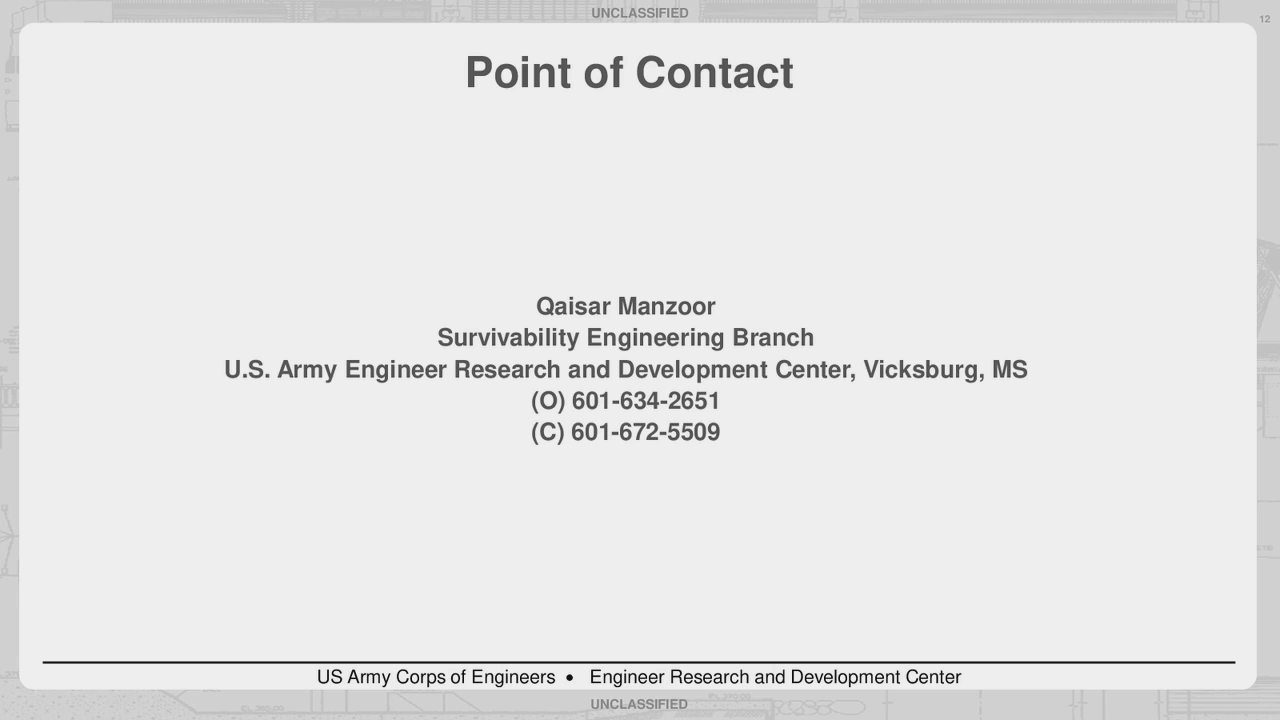 UNCLASSIFIED
12
Point of Contact
Qaisar Manzoor
Survivability Engineering Branch
U.S. Army Engineer Research and Development Center, Vicksburg, MS
(O) 601-634-2651
(C) 601-672-5509
US Army Corps of Engineers • Engineer Research and Development Center
UNCLASSIFIED